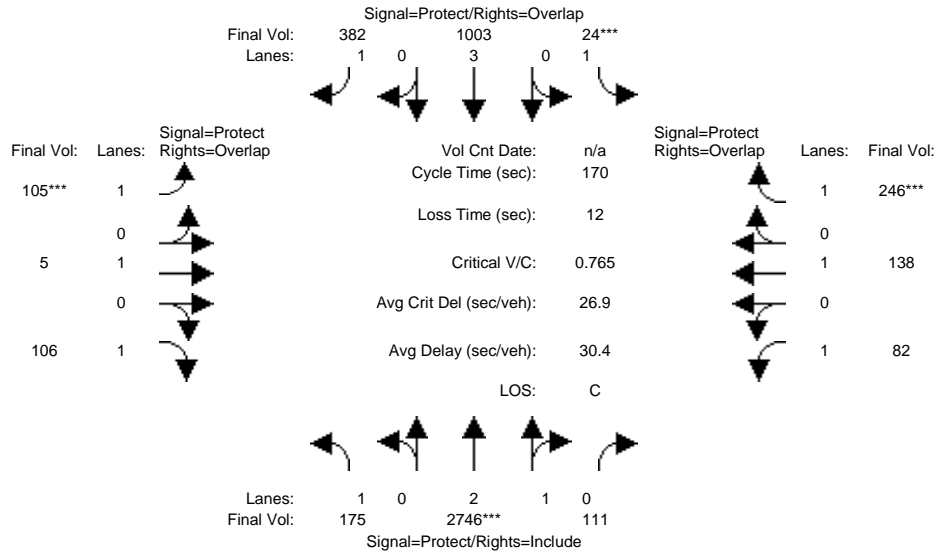 Signal=Protect/Rights=Overlap
Final Vol: 382 1003 24***
Lanes: 1 0 3 0 1
Signal=Protect
Final Vol: Lanes: Rights=Overlap
Vol Cnt Date: n/a
Signal=Protect
Rights=Overlap Lanes: Final Vol:
Cycle Time (sec): 170
105*** 1
1 246***
Loss Time (sec): 12
0
0
5 1
Critical V/C: 0.765
1 138
0
Avg Crit Del (sec/veh): 26.9
0
106 1
Avg Delay (sec/veh): 30.4
1 82
LOS: C
Lanes: 1 0 2 1 0
Final Vol: 175 2746*** 111
Signal=Protect/Rights=Include